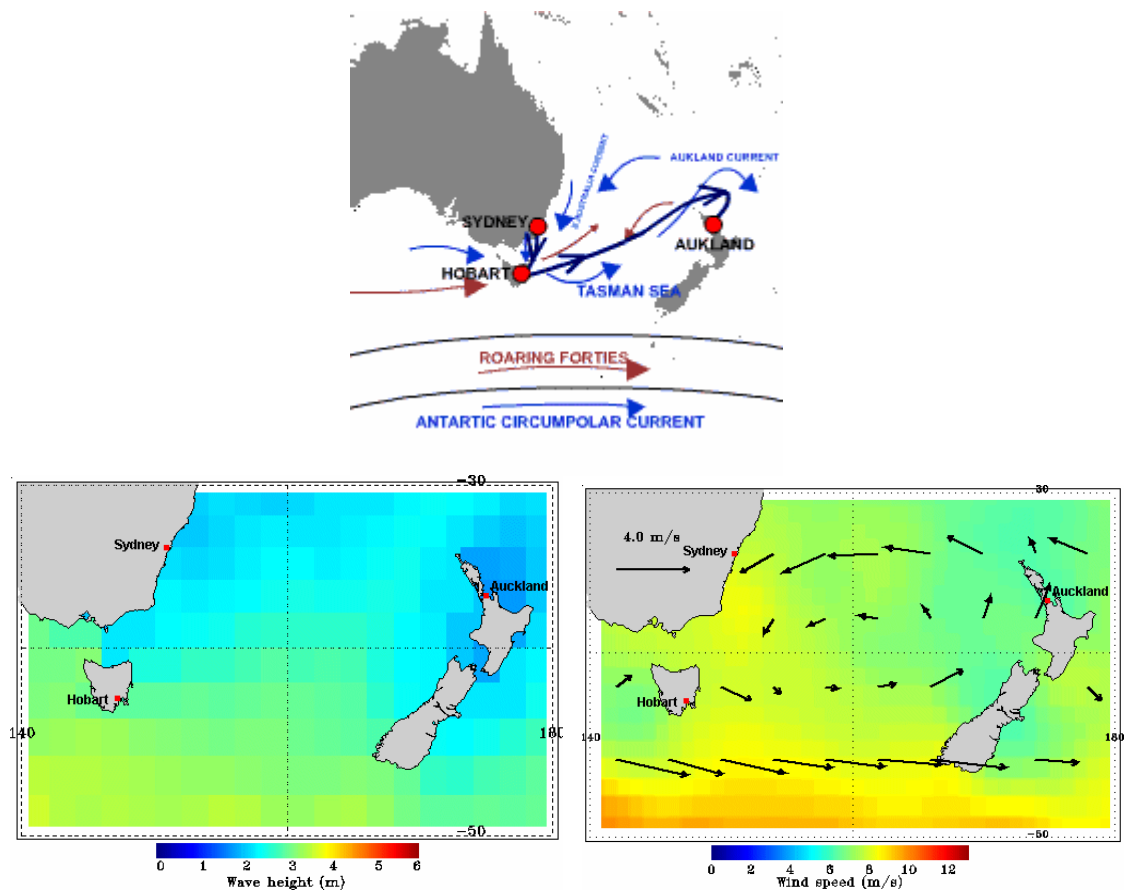 E AUSTRALIA CURRENT
AUKLAND CURRENT
SYDNEY
AUKLAND
HOBART
TASMAN SEA
ROARING FORTIES
ANTARTIC CIRCUMPOLAR CURRENT
-30
Sydney
Auckland
Hobart
140
180
-50
0 1 2 3 4 5 6
Wave height (m)
30
4.0 m/s
Sydney
Auckland
Hobart
140
180
-50
0 2 4 6 8 10 12
Wind speed (m/s)